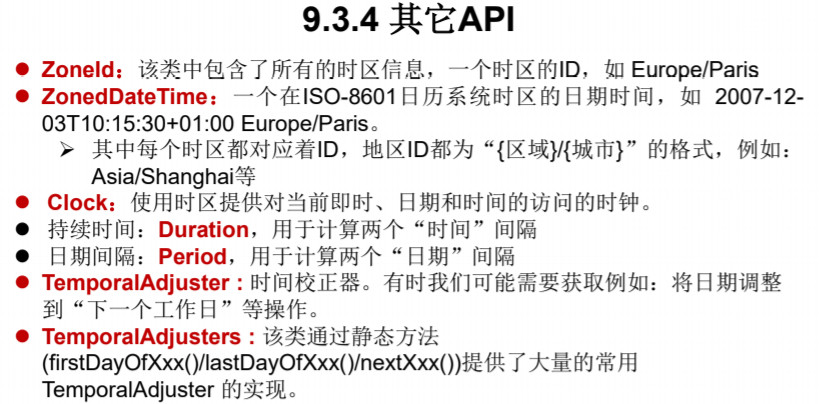 9.3.4 其它API
● ZoneId：该类中包含了所有的时区信息，一个时区的ID，如 Europe/Paris
● ZonedDateTime：一个在ISO-8601日历系统时区的日期时间，如 2007-12-
03T10:15:30+01:00 Europe/Paris。
➢ 其中每个时区都对应着ID，地区ID都为“{区域}/{城市}”的格式，例如：
Asia/Shanghai等
● Clock：使用时区提供对当前即时、日期和时间的访问的时钟。
● 持续时间：Duration，用于计算两个“时间”间隔
● 日期间隔：Period，用于计算两个“日期”间隔
● TemporalAdjuster : 时间校正器。有时我们可能需要获取例如：将日期调整
到“下一个工作日”等操作。
● TemporalAdjusters : 该类通过静态方法
(firstDayOfXxx()/lastDayOfXxx()/nextXxx())提供了大量的常用
TemporalAdjuster 的实现。